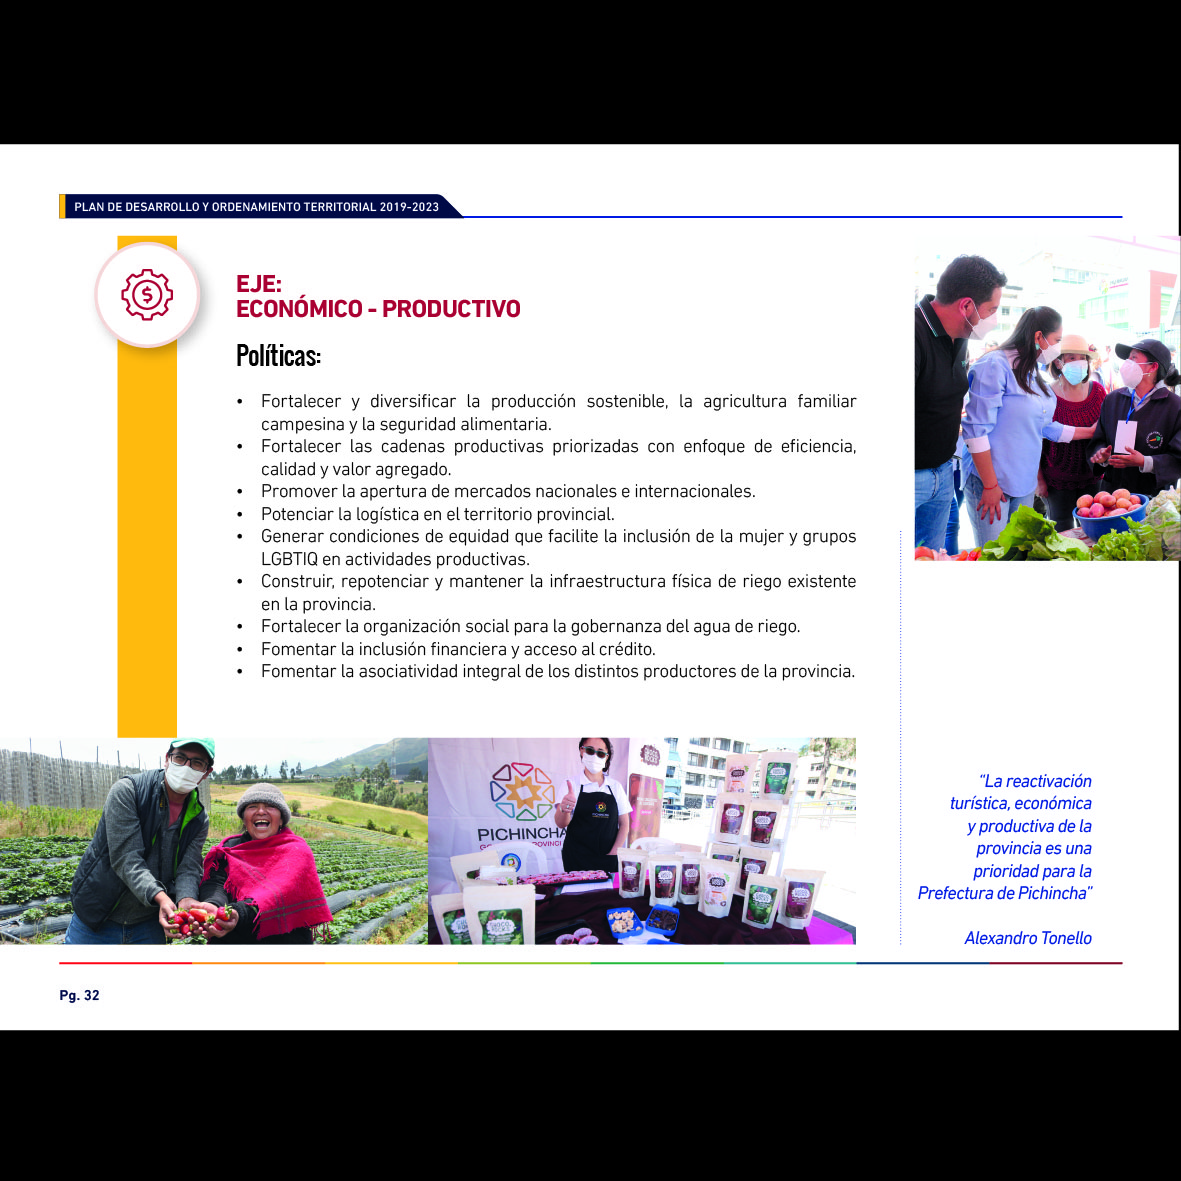 PLAN DE DESARROLLO Y ORDENAMIENTO TERRITORIAL 2019-2023
EJE:
ECONÓMICO - PRODUCTIVO
Políticas:
• Fortalecer y diversificar la producción sostenible, la agricultura familiar
campesina y la seguridad alimentaria.
• Fortalecer las cadenas productivas priorizadas con enfoque de eficiencia,
calidad y valor agregado.
• Promover la apertura de mercados nacionales e internacionales.
• Potenciar la logística en el territorio provincial.
• Generar condiciones de equidad que facilite la inclusión de la mujer y grupos
LGBTIQ en actividades productivas.
• Construir, repotenciar y mantener la infraestructura física de riego existente
en la provincia.
• Fortalecer la organización social para la gobernanza del agua de riego.
• Fomentar la inclusión financiera y acceso al crédito.
• Fomentar la asociatividad integral de los distintos productores de la provincia.
PICHINCHA
"La reactivación
turística, económica
y productiva de la
provincia es una
prioridad para la
Prefectura de Pichincha"
Alexandro Tonello
Pg. 32